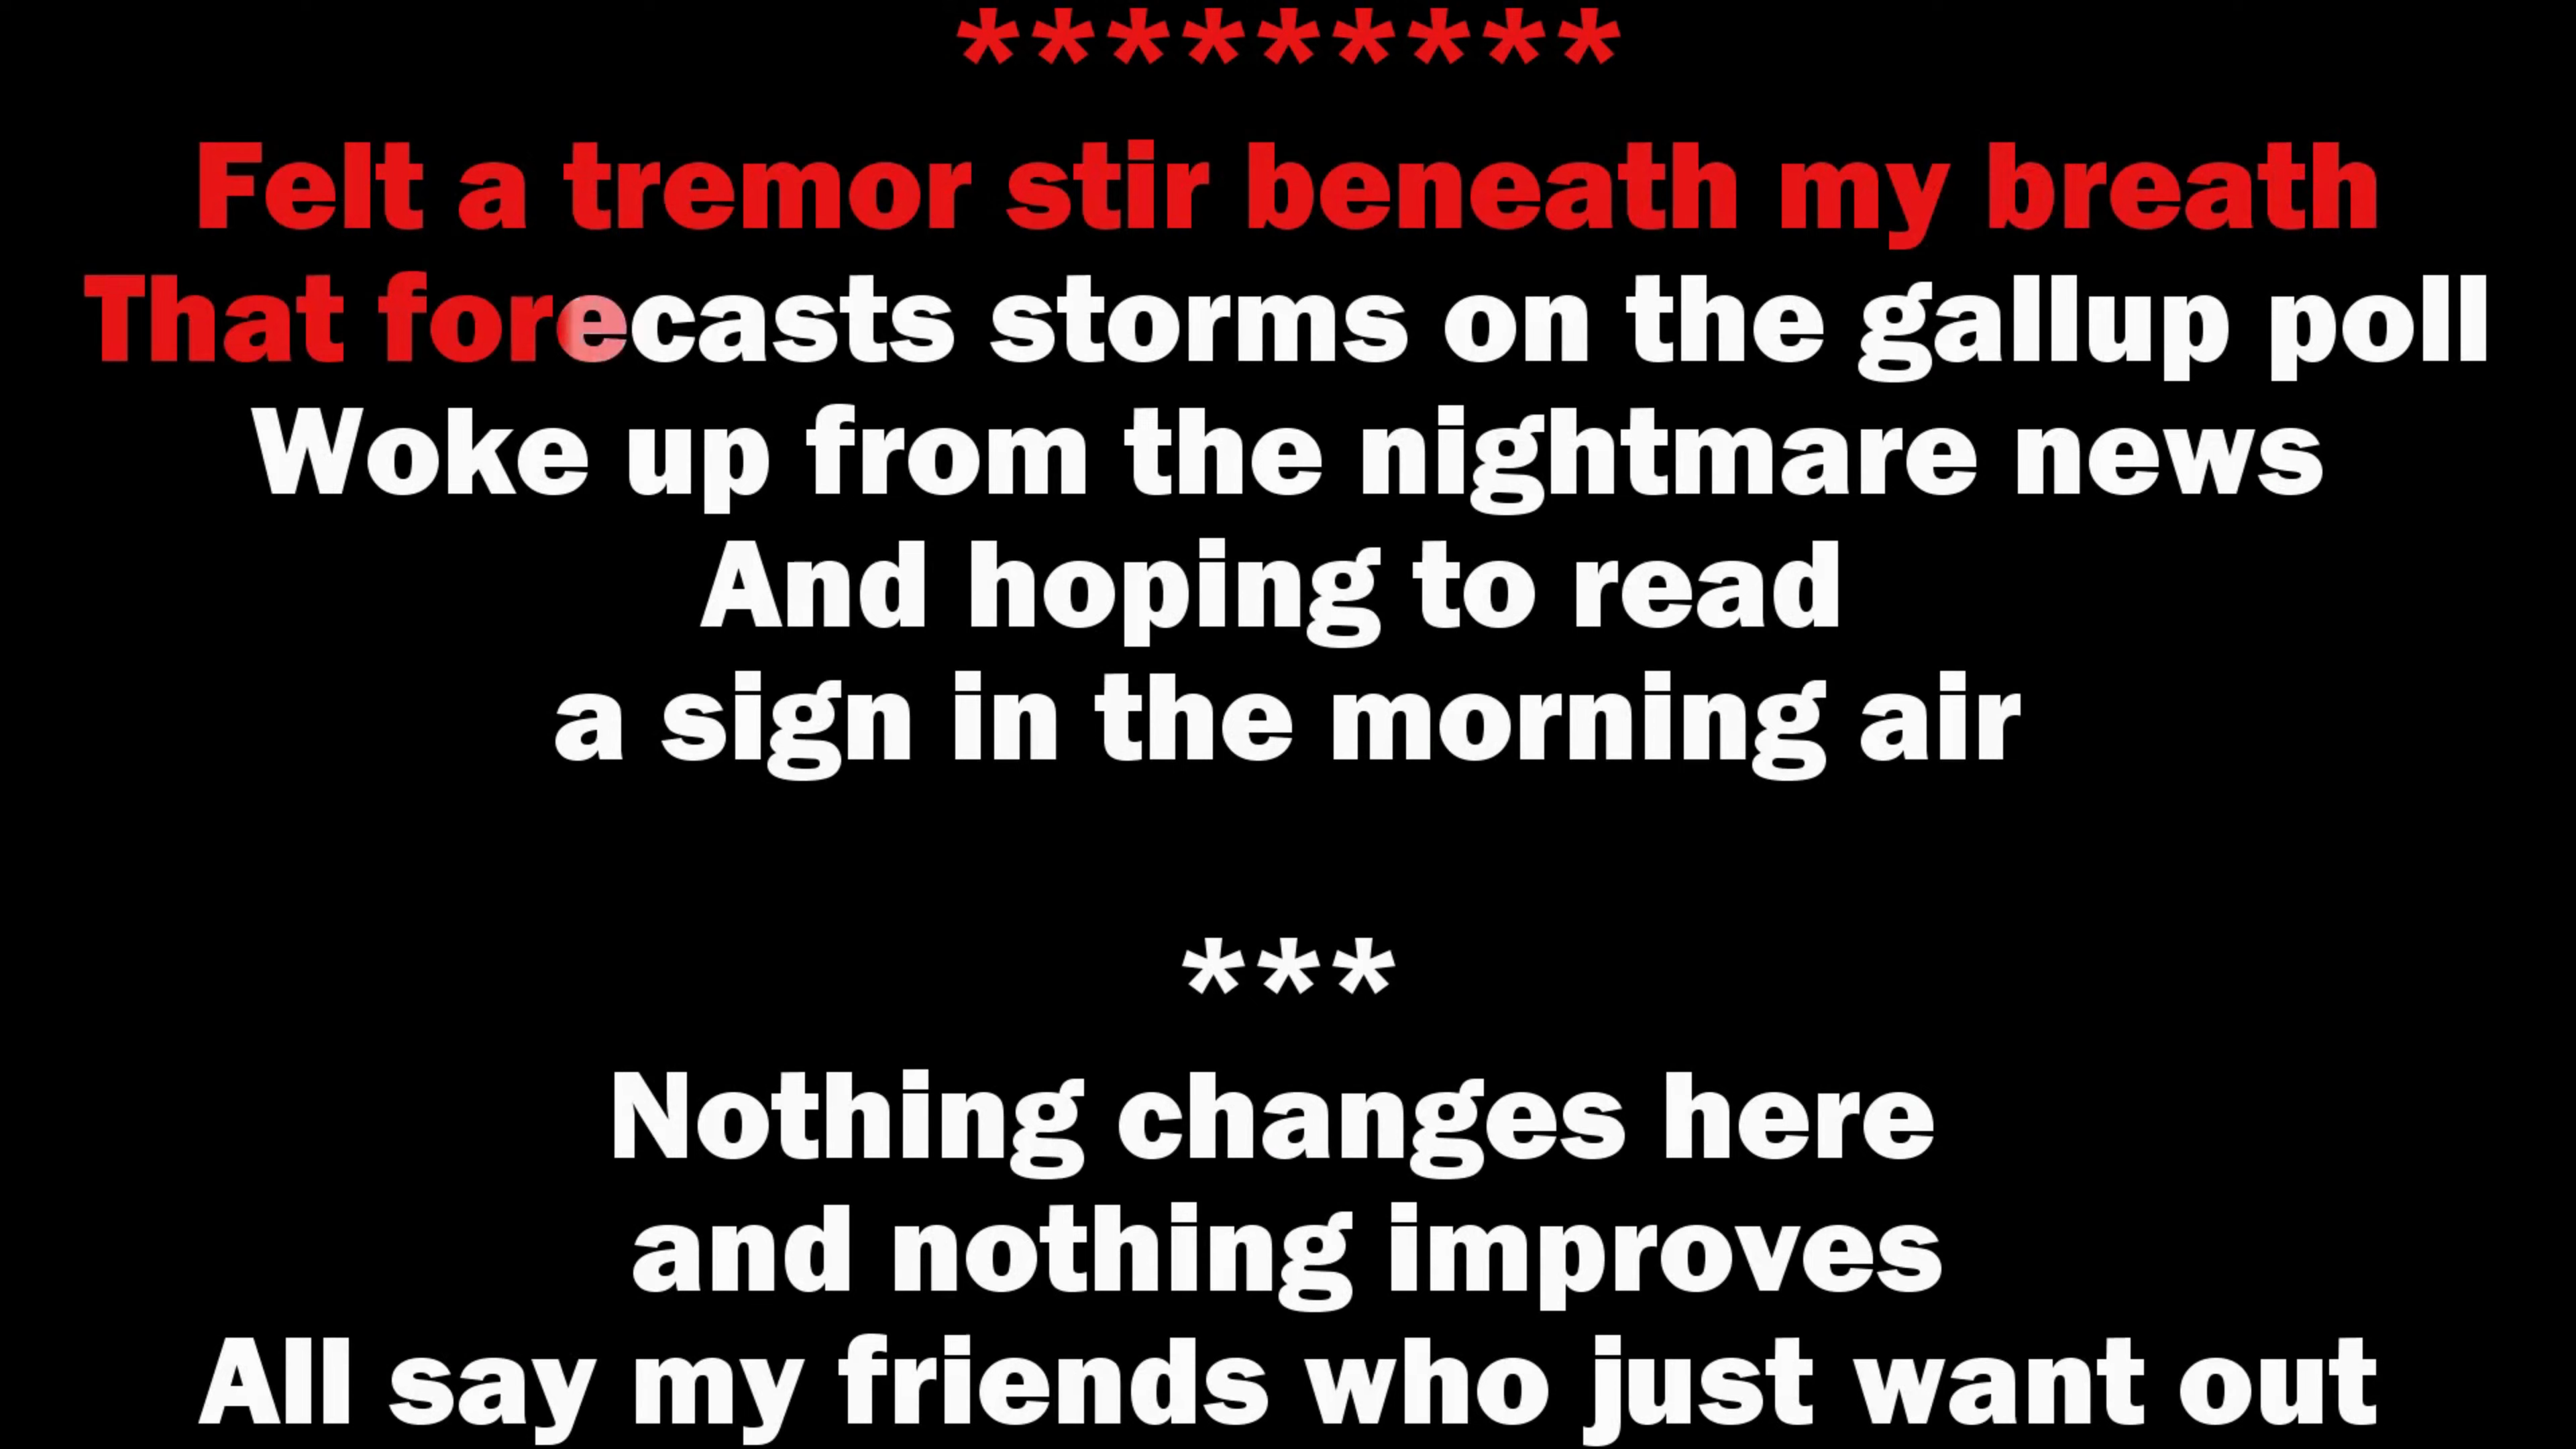 *********
Felt a tremor stir beneath my breath
That forecasts storms on the gallup poll
Woke up from the nightmare news
And hoping to read
a sign in the morning air
***
Nothing changes here
and nothing improves
All say my friends who just want out